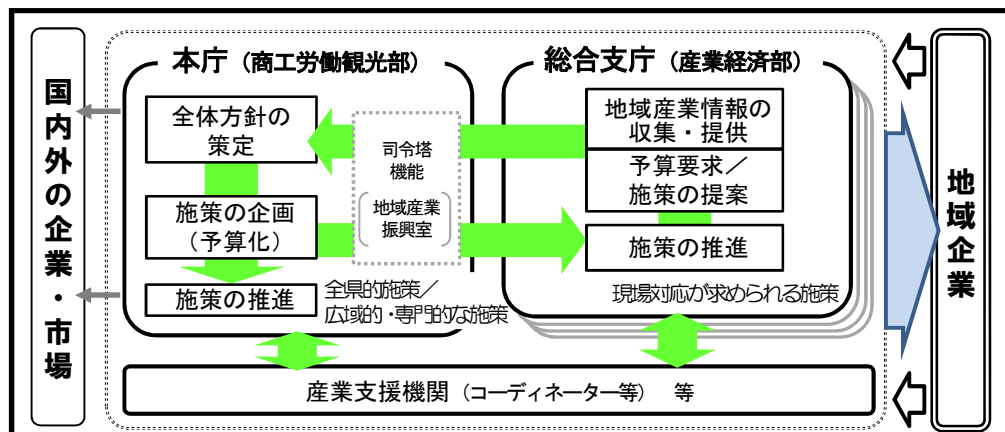 国内外の企業・市場
本庁（商工労働観光部）
全体方針の
策定
施策の企画
（予算化）
施策の推進
全県的施策／
広域的・専門的な施策
司令塔
機能
地域産業
振興室
総合支庁（産業経済部）
地域産業情報の
収集・提供
予算要求／
施策の提案
施策の推進
現場対応が求められる施策
産業支援機関（コーディネーター等）　等
地域企業